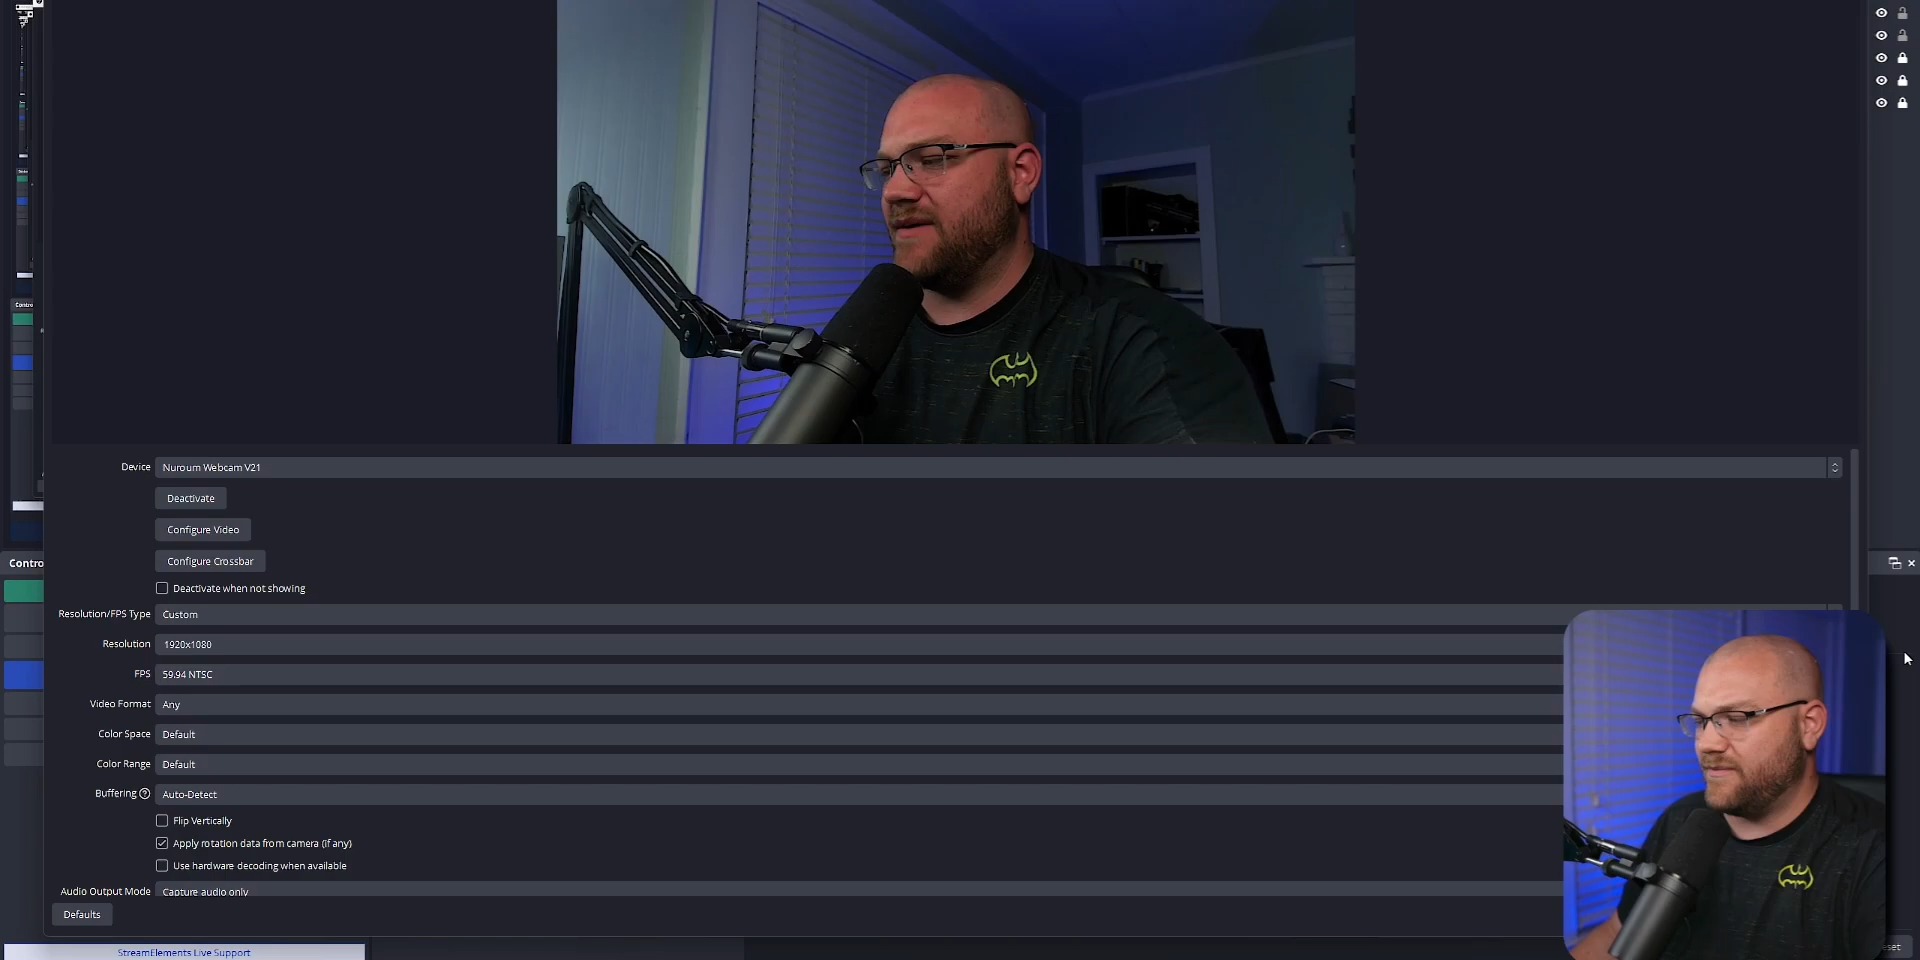 Device
Nuroum Webcam V21
Deactivate
Configure Video
Configure Crossbar
Deactivate when not showing
Resolution/FPS Type
Custom
Resolution
1920x1080
FPS
59.94 NTSC
Video Format
Any
Color Space
Default
Color Range
Default
Buffering
Auto-Detect
Flip Vertically
Apply rotation data from camera (if any)
Use hardware decoding when available
Audio Output Mode
Capture audio only
Defaults
Contro
StreamElements Live Support